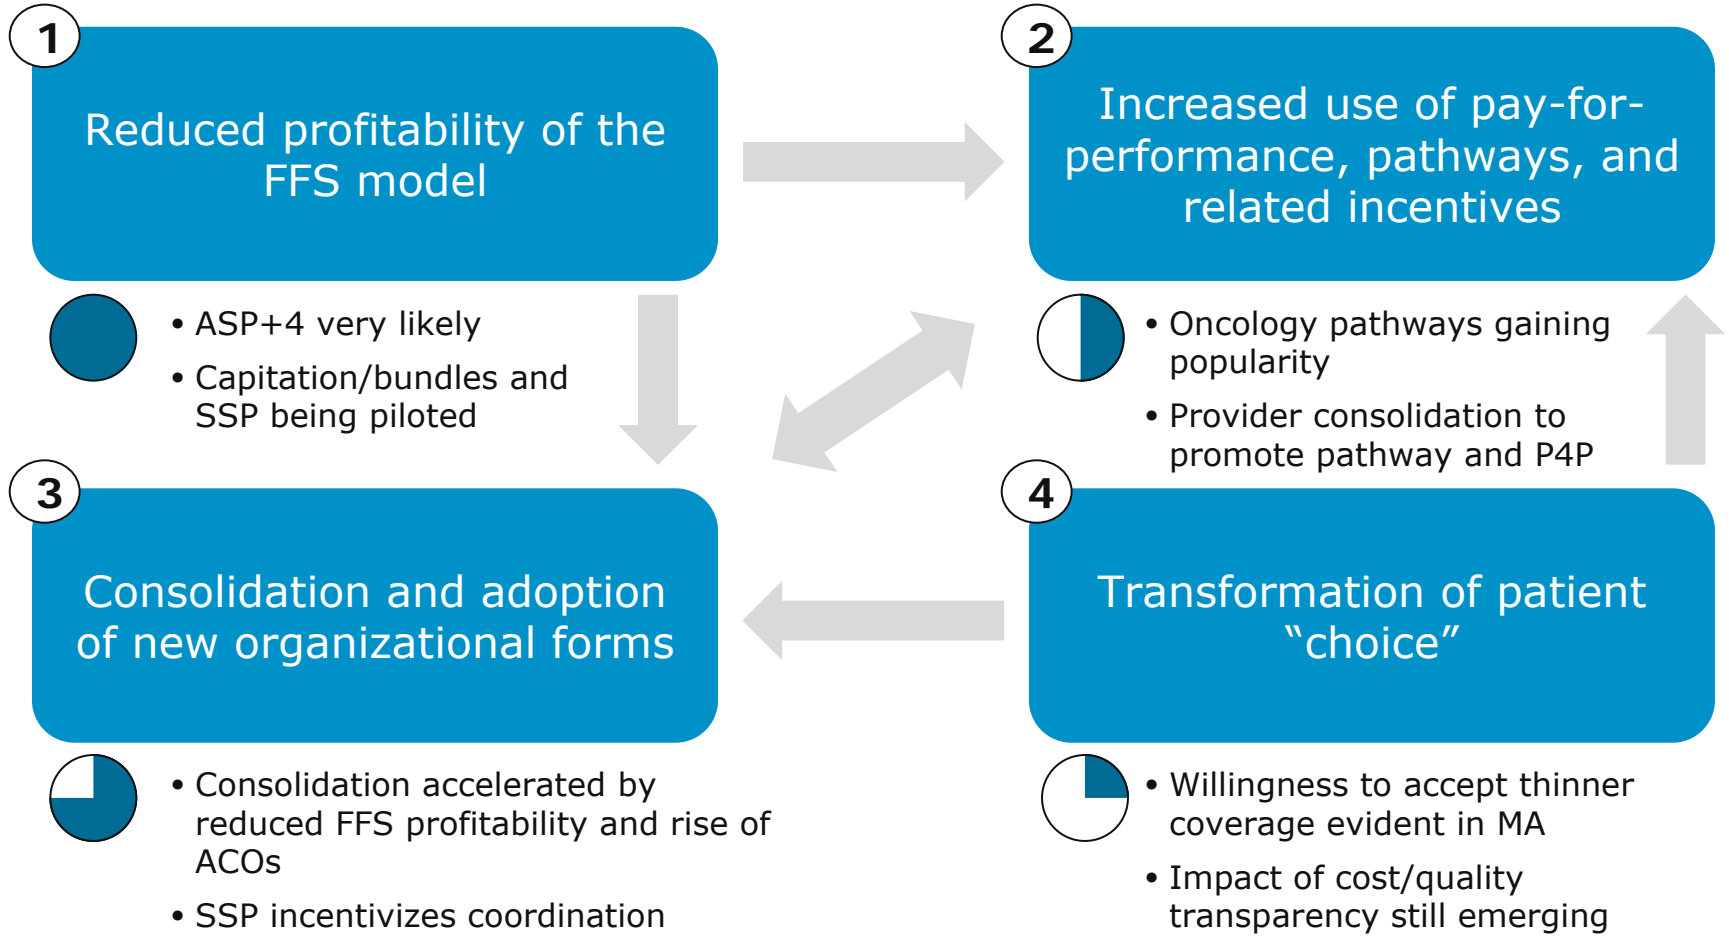 1
Reduced profitability of the
FFS model
• ASP+4 very likely
• Capitation/bundles and
SSP being piloted
2
Increased use of pay-for-
performance, pathways, and
related incentives
• Oncology pathways gaining
popularity
• Provider consolidation to
promote pathway and P4P
3
Consolidation and adoption
of new organizational forms
• Consolidation accelerated by
reduced FFS profitability and rise of
ACOs
• SSP incentivizes coordination
4
Transformation of patient
“choice”
• Willingness to accept thinner
coverage evident in MA
• Impact of cost/quality
transparency still emerging